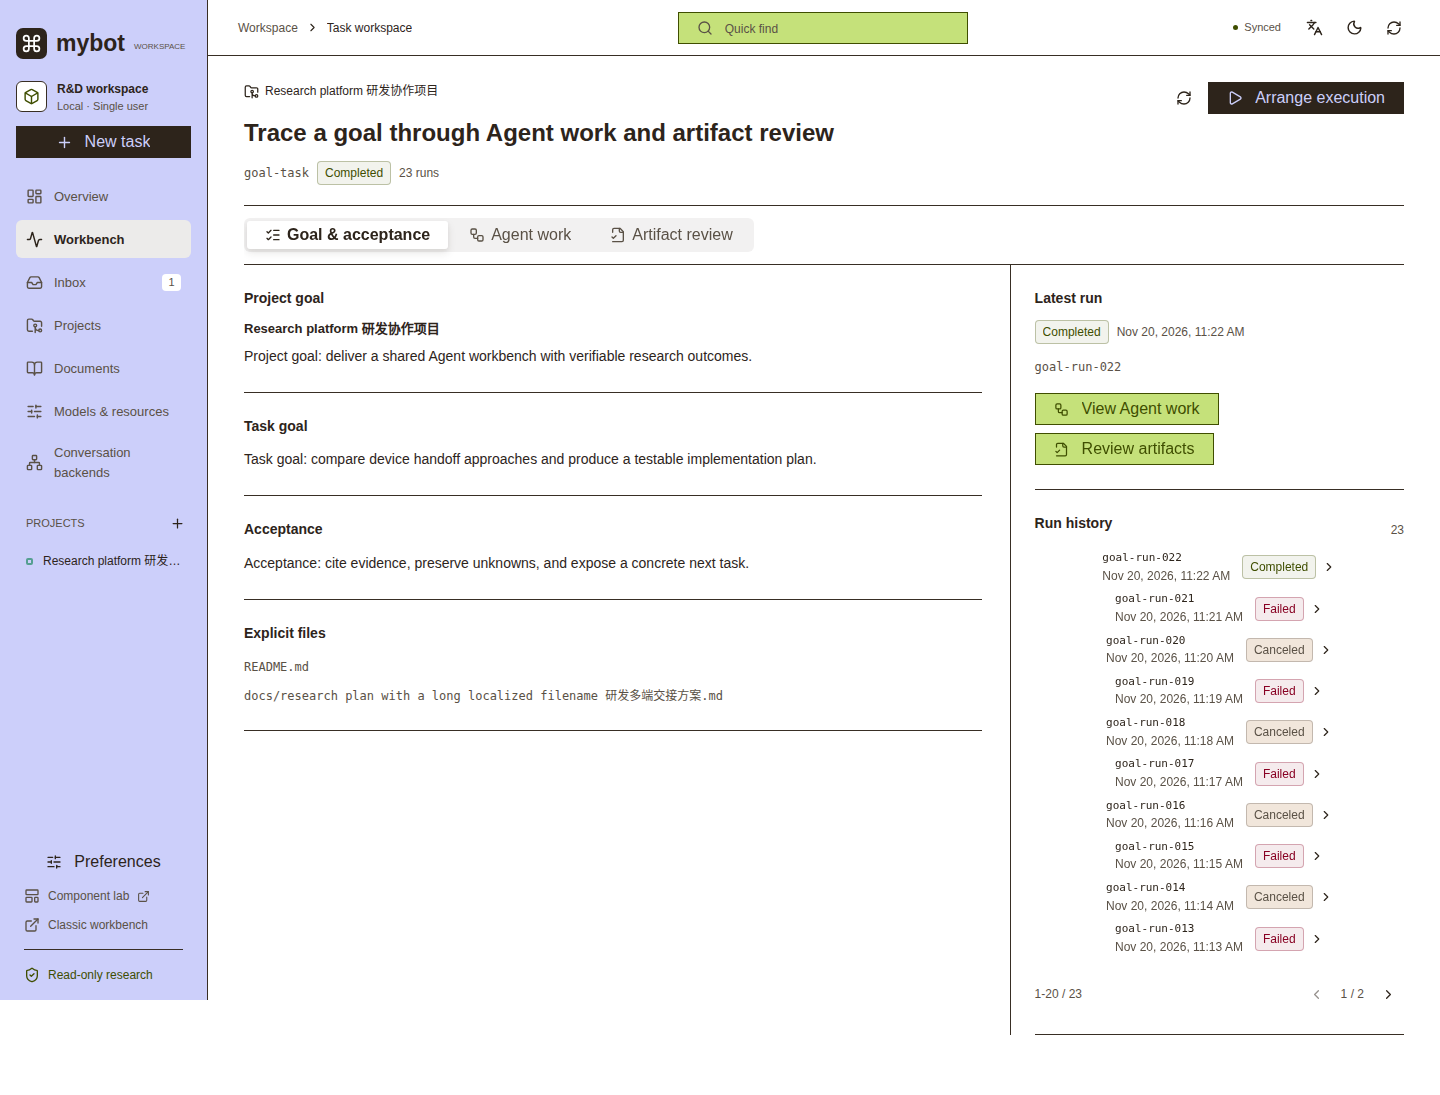 mybot WORKSPACE
R&D workspace
Local · Single user
New task
Overview
Workbench
Inbox 1
Projects
Documents
Models & resources
Conversation
backends
PROJECTS
Research platform 研发…
Preferences
Component lab
Classic workbench
Read-only research
Workspace Task workspace
Quick find
Synced
Research platform 研发协作项目
Arrange execution
Trace a goal through Agent work and artifact review
goal-task Completed 23 runs
Goal & acceptance Agent work Artifact review
Project goal
Research platform 研发协作项目
Project goal: deliver a shared Agent workbench with verifiable research outcomes.
Task goal
Task goal: compare device handoff approaches and produce a testable implementation plan.
Acceptance
Acceptance: cite evidence, preserve unknowns, and expose a concrete next task.
Explicit files
README.md
docs/research plan with a long localized filename 研发多端交接方案.md
Latest run
Completed Nov 20, 2026, 11:22 AM
goal-run-022
View Agent work
Review artifacts
Run history 23
goal-run-022
Nov 20, 2026, 11:22 AM Completed
goal-run-021
Nov 20, 2026, 11:21 AM Failed
goal-run-020
Nov 20, 2026, 11:20 AM Canceled
goal-run-019
Nov 20, 2026, 11:19 AM Failed
goal-run-018
Nov 20, 2026, 11:18 AM Canceled
goal-run-017
Nov 20, 2026, 11:17 AM Failed
goal-run-016
Nov 20, 2026, 11:16 AM Canceled
goal-run-015
Nov 20, 2026, 11:15 AM Failed
goal-run-014
Nov 20, 2026, 11:14 AM Canceled
goal-run-013
Nov 20, 2026, 11:13 AM Failed
1-20 / 23 1 / 2